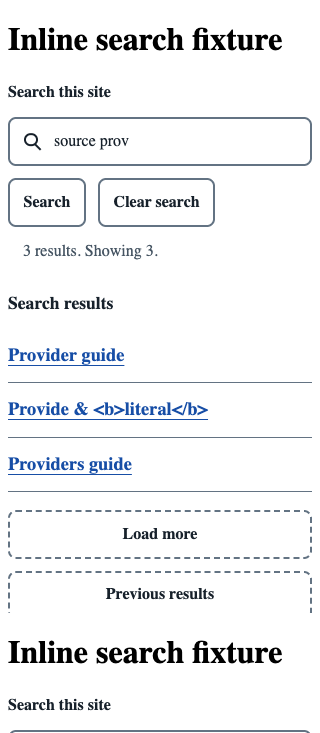 Inline search fixture
Search this site
source prov
Search
Clear search
3 results. Showing 3.
Search results
Provider guide
Provide & <b>literal</b>
Providers guide
Load more
Previous results
Inline search fixture
Search this site